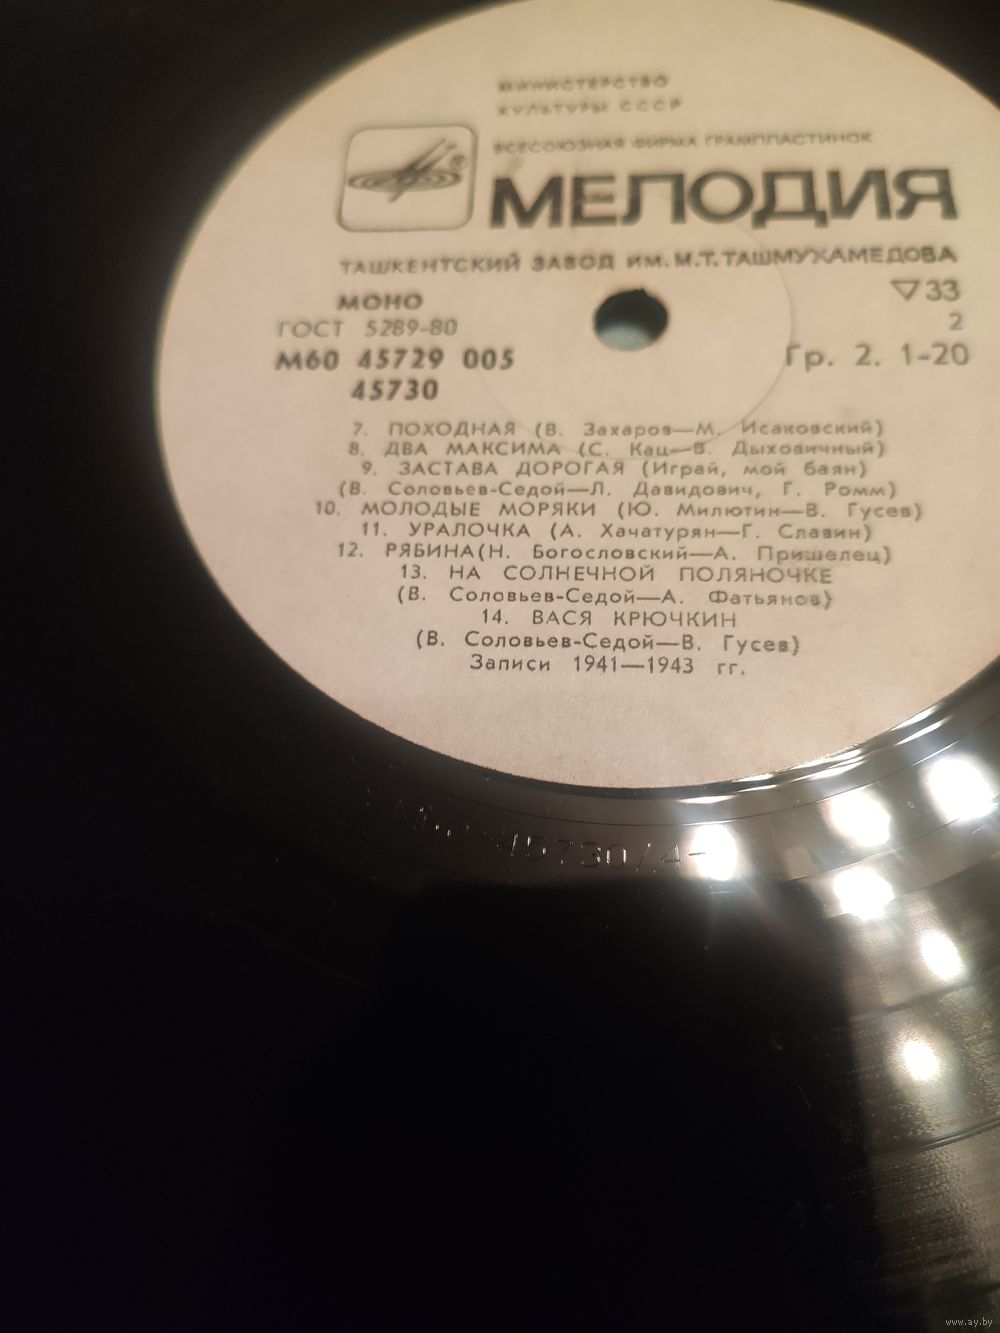 МИНИСТЕРСТВО
КУЛЬТУРЫ СССР
ВСЕСОЮЗНАЯ ФИРМА ГРАМПЛАСТИНОК
МЕЛОДИЯ
ТАШКЕНТСКИЙ ЗАВОД ИМ. М.Т. ТАШМУХАМЕДОВА
МОНО ▽33
ГОСТ 5289-80 2
М60 45729 005 Гр. 2. 1-20
45730
7. ПОХОДНАЯ (В. Захаров—М. Исаковский)
8. ДВА МАКСИМА (С. Кац—В. Дыховичный)
9. ЗАСТАВА ДОРОГАЯ (Играй, мой баян)
(В. Соловьев-Седой—Л. Давидович, Г. Ромм)
10. МОЛОДЫЕ МОРЯКИ (Ю. Милютин—В. Гусев)
11. УРАЛОЧКА (А. Хачатурян—Г. Славин)
12. РЯБИНА(Н. Богословский—А. Пришелец)
13. НА СОЛНЕЧНОЙ ПОЛЯНОЧКЕ
(В. Соловьев-Седой—А. Фатьянов)
14. ВАСЯ КРЮЧКИН
(В. Соловьев-Седой—В. Гусев)
Записи 1941—1943 гг.
45730/4-
www.ay.by